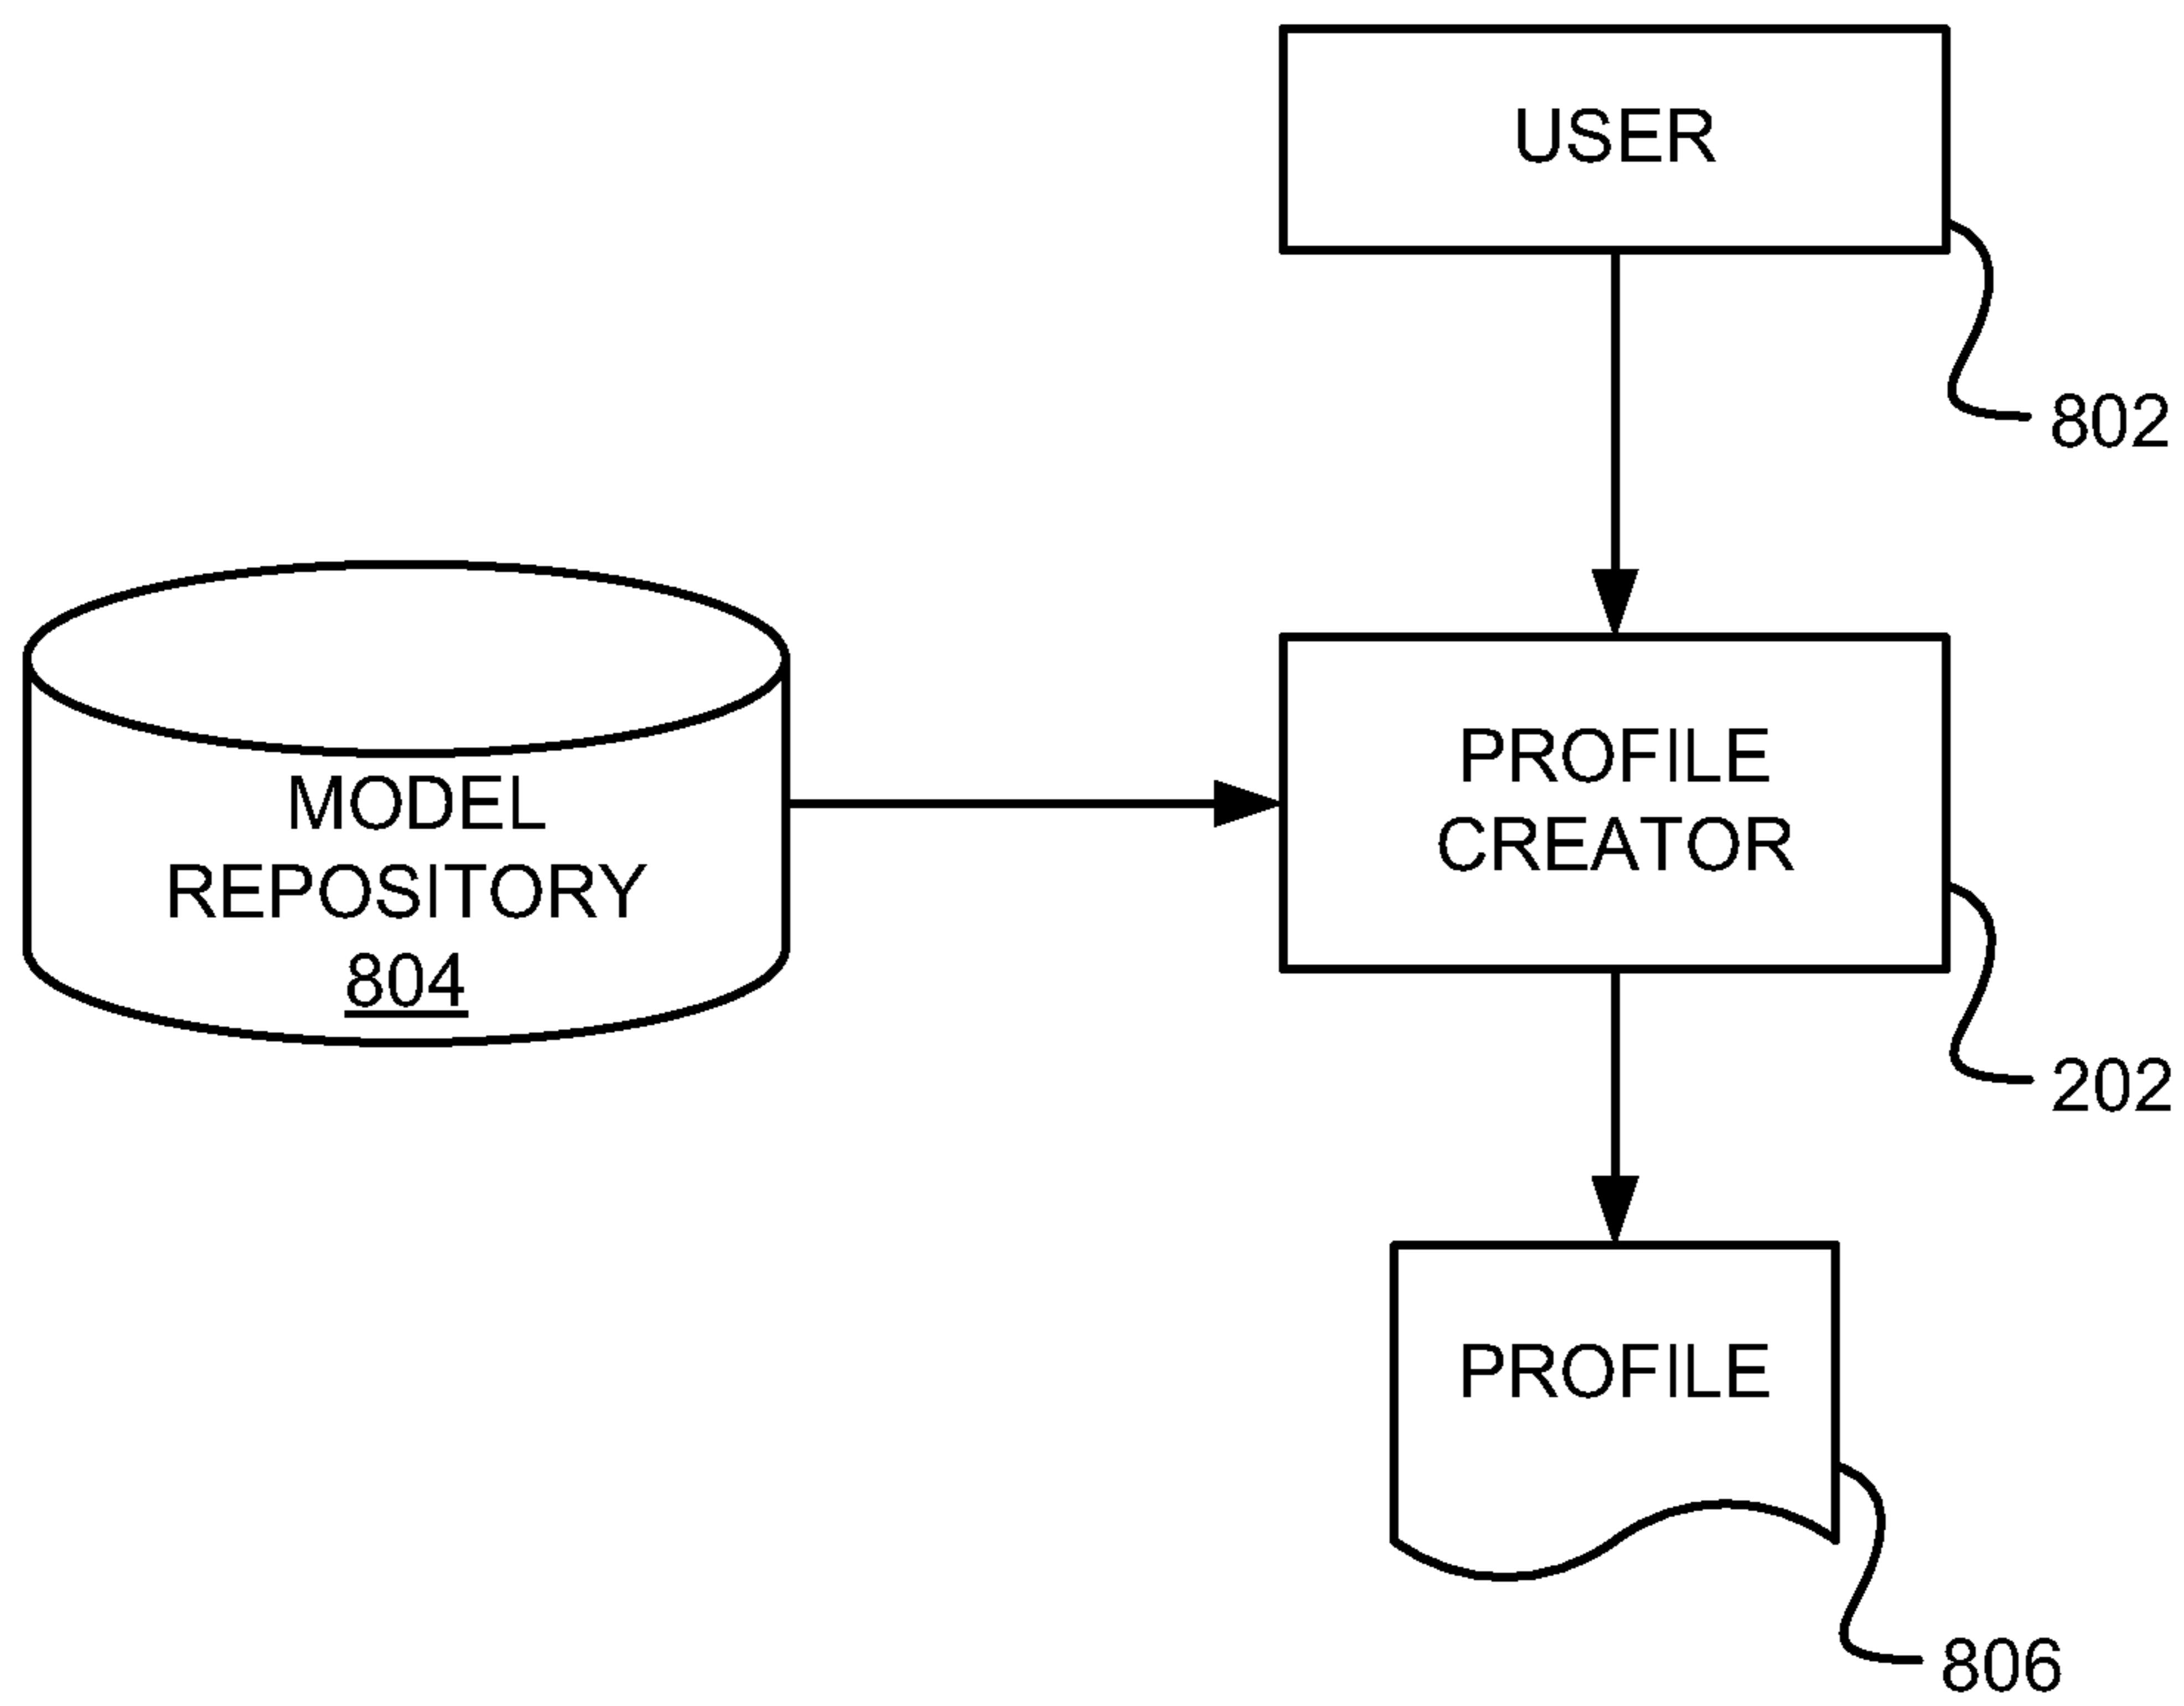 USER
802
MODEL
REPOSITORY
804
PROFILE
CREATOR
202
PROFILE
806